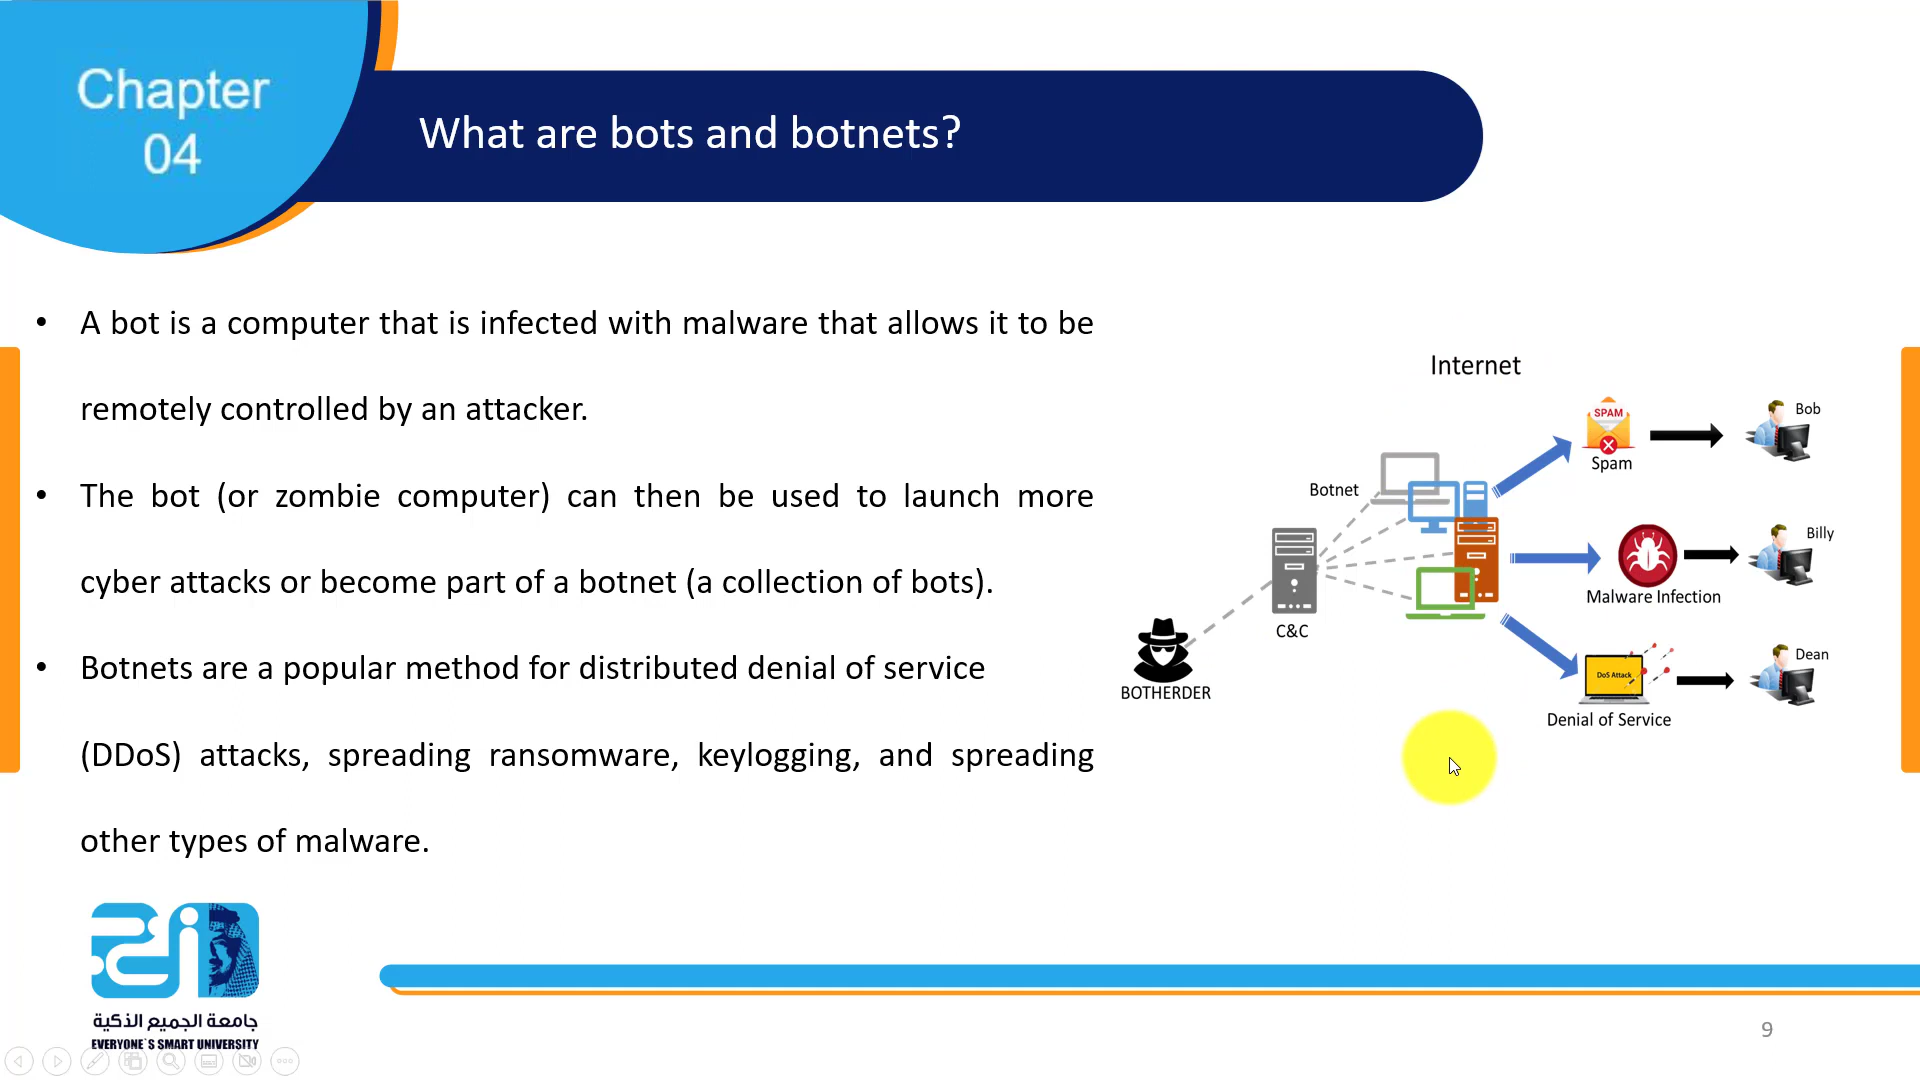 Chapter
04
What are bots and botnets?
• A bot is a computer that is infected with malware that allows it to be
remotely controlled by an attacker.
• The bot (or zombie computer) can then be used to launch more
cyber attacks or become part of a botnet (a collection of bots).
• Botnets are a popular method for distributed denial of service
(DDoS) attacks, spreading ransomware, keylogging, and spreading
other types of malware.
Internet
SPAM
Spam
Bob
Botnet
Billy
Malware Infection
C&C
BOTHERDER
DoS Attack
Dean
Denial of Service
جامعة الجميع الذكية
EVERYONE`S SMART UNIVERSITY
9